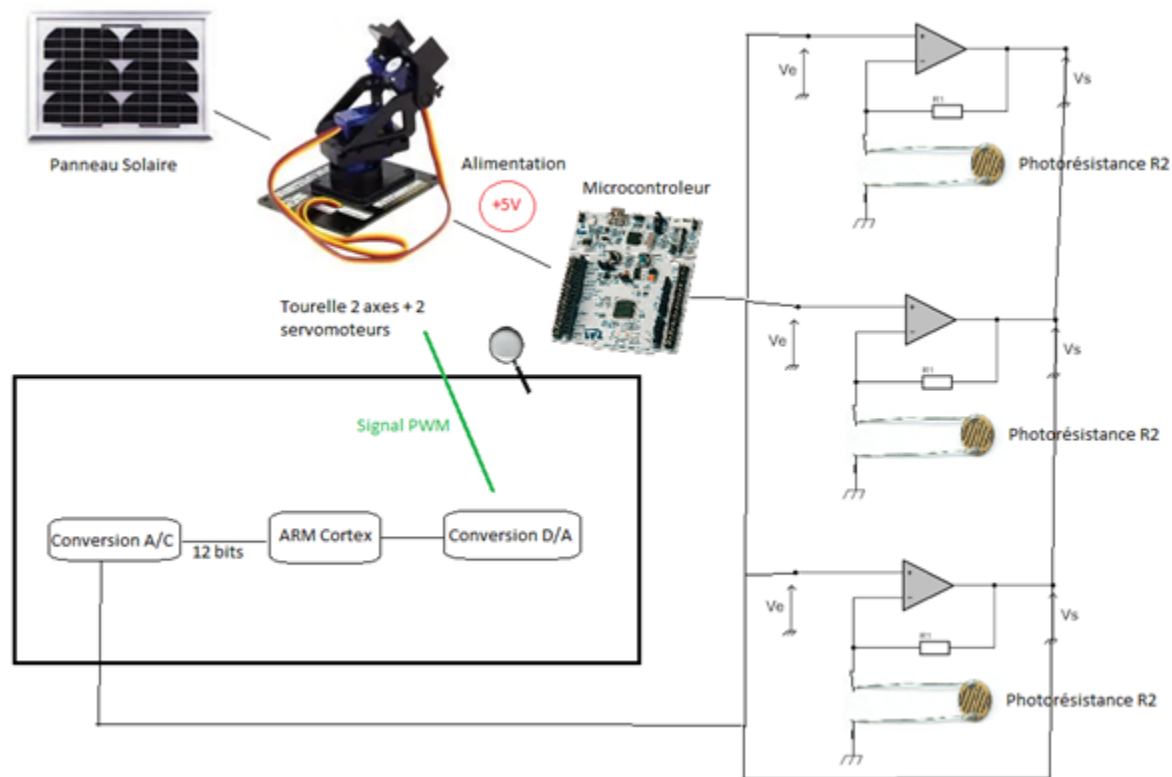 Panneau Solaire
Alimentation
+5V
Microcontroleur
Tourelle 2 axes + 2
servomoteurs
Signal PWM
Conversion A/C
12 bits
ARM Cortex
Conversion D/A
Ve
R1
Vs
Photorésistance R2
Ve
R1
Vs
Photorésistance R2
Ve
R1
Vs
Photorésistance R2